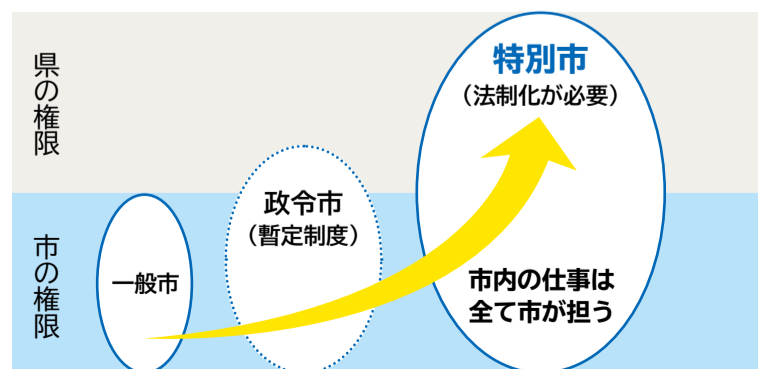 県の権限
市の権限
一般市
政令市
（暫定制度）
特別市
（法制化が必要）
市内の仕事は
全て市が担う